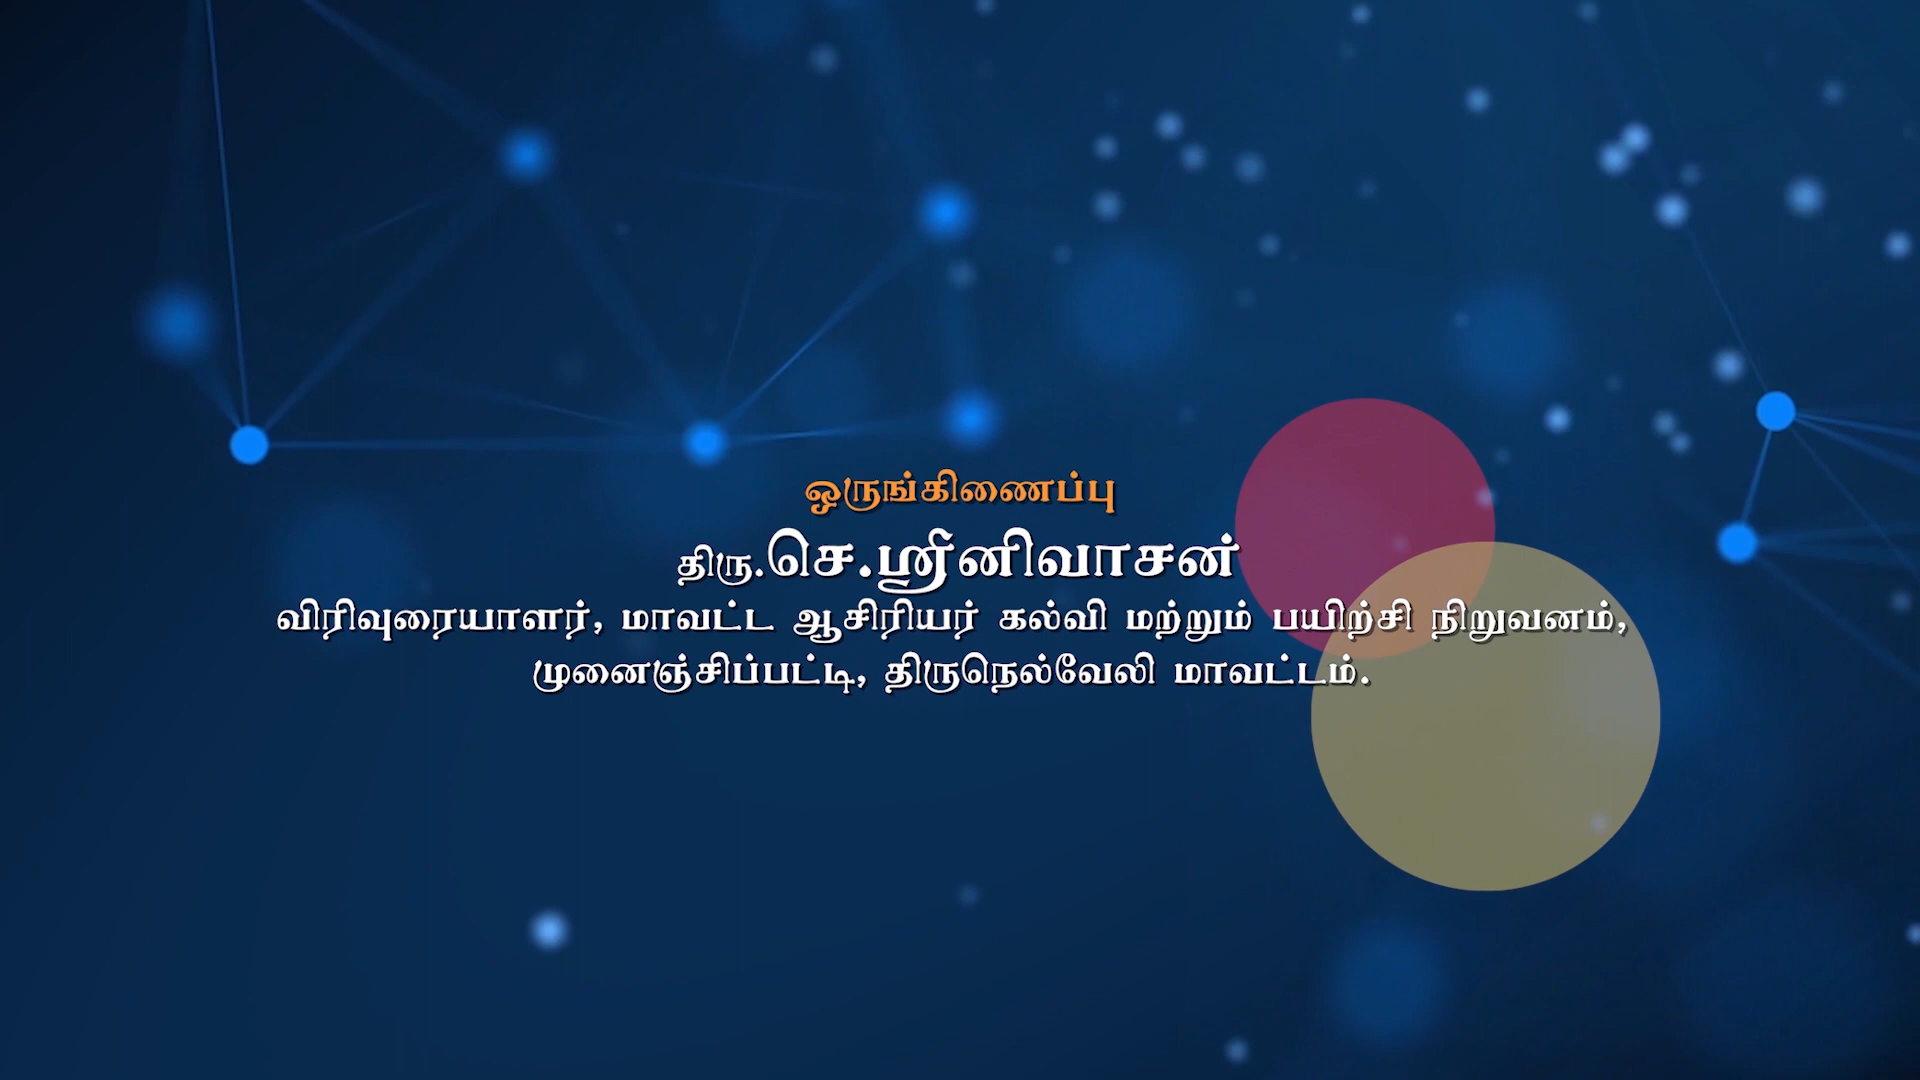 ஒருங்கிணைப்பு
திரு.செ.ஸ்ரீனிவாசன்
விரிவுரையாளர், மாவட்ட ஆசிரியர் கல்வி மற்றும் பயிற்சி நிறுவனம்,
முனைஞ்சிப்பட்டி, திருநெல்வேலி மாவட்டம்.